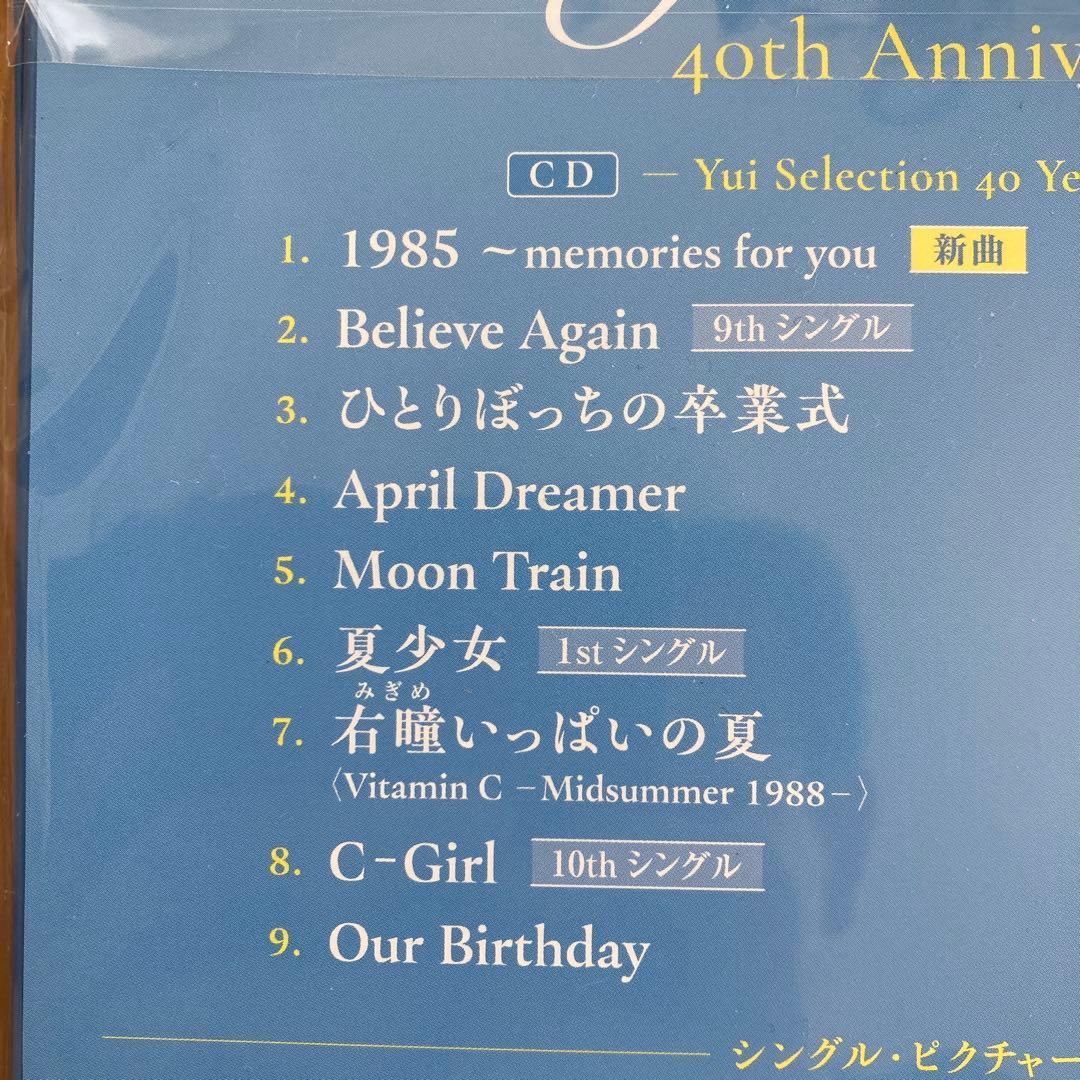 40th Anniv
CD — Yui Selection 40 Ye
1. 1985 ～memories for you 新曲
2. Believe Again 9th シングル
3. ひとりぼっちの卒業式
4. April Dreamer
5. Moon Train
6. 夏少女 1st シングル
みぎめ
7. 右瞳いっぱいの夏
〈Vitamin C －Midsummer 1988－〉
8. C-Girl 10th シングル
9. Our Birthday
シングル・ピクチャー